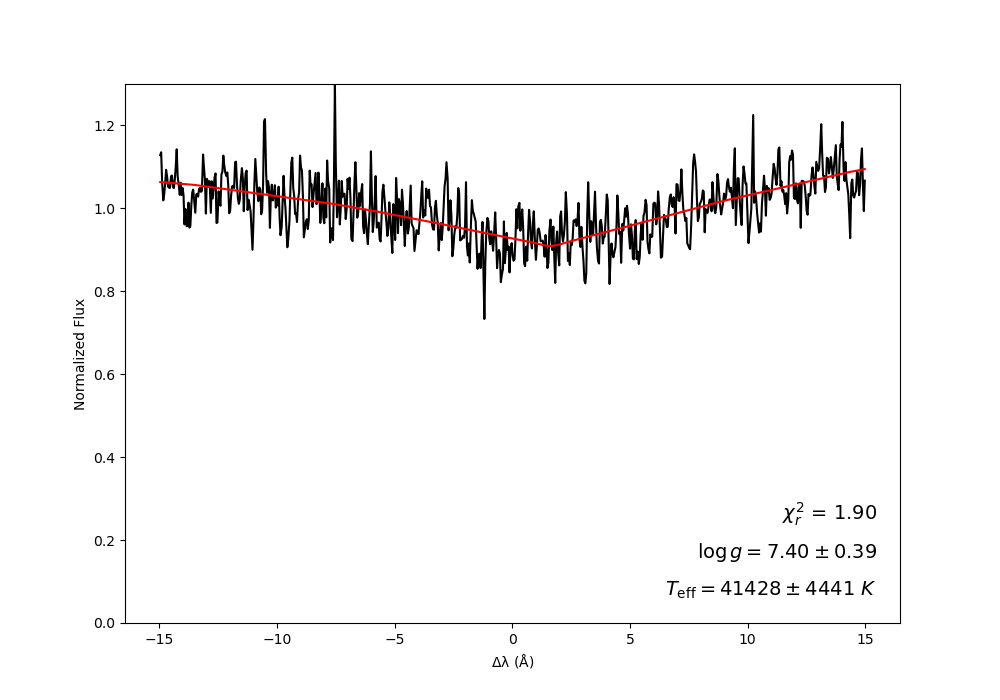 1.2
1.0
0.8
0.6
0.4
0.2
0.0
Normalized Flux
χ²ᵣ = 1.90
log g = 7.40 ± 0.39
T_eff = 41428 ± 4441 K
−15 −10 −5 0 5 10 15
Δλ (Å)